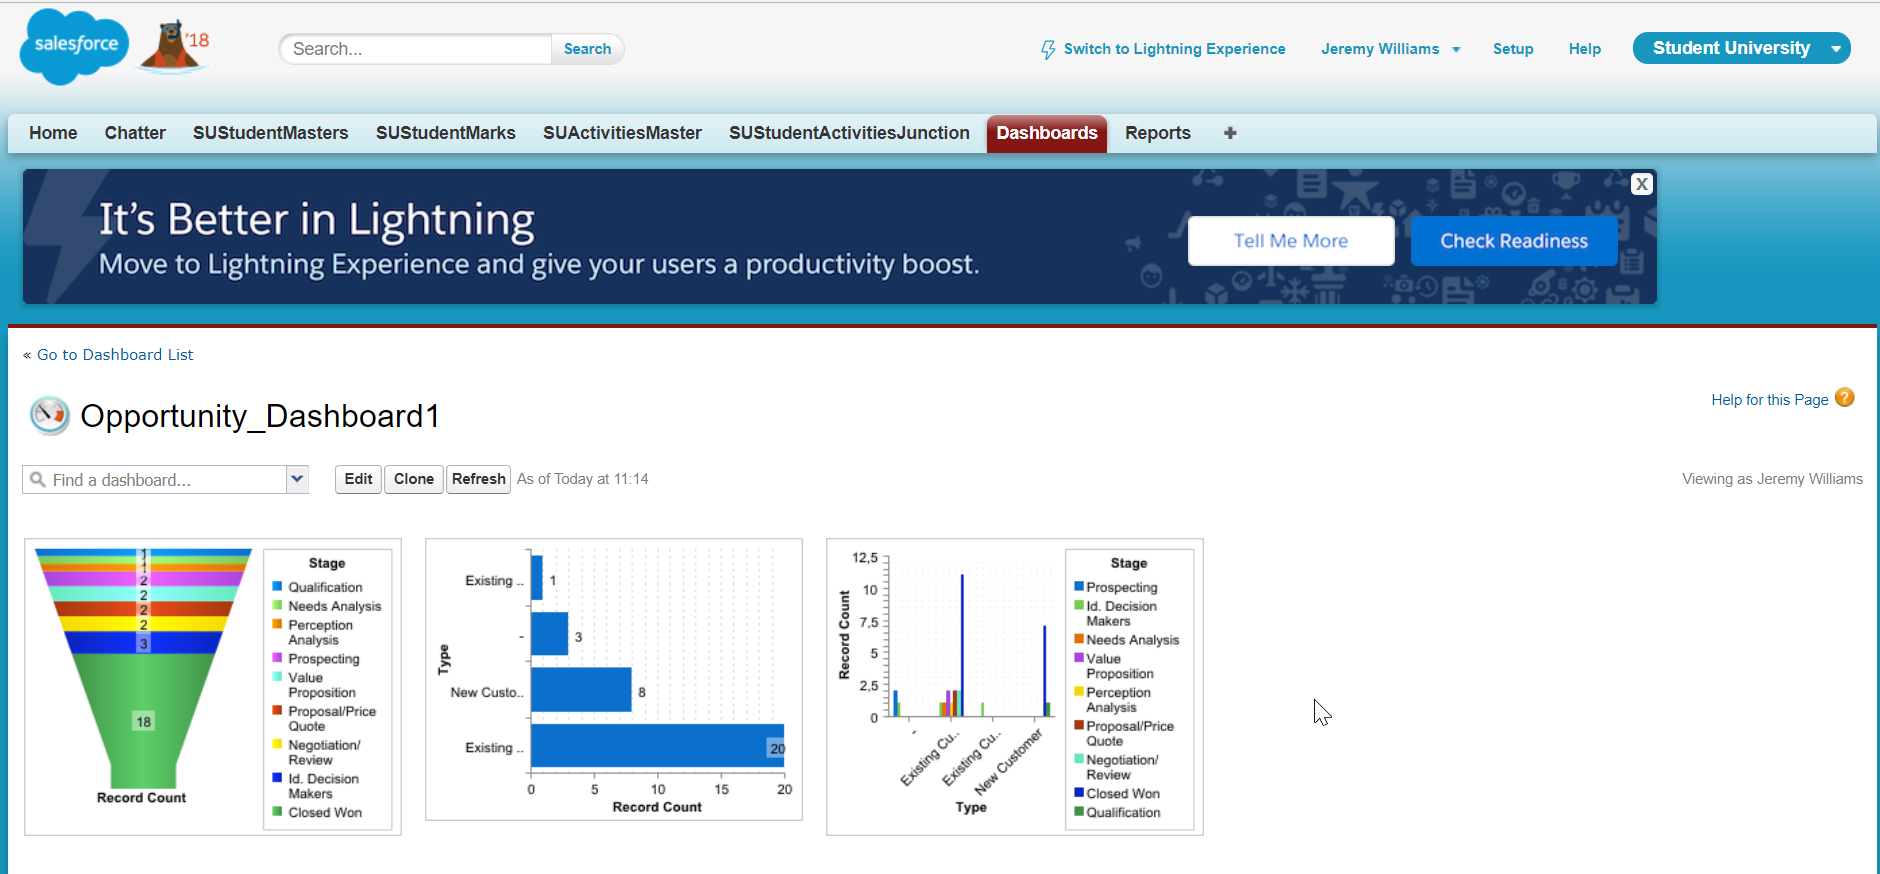 salesforce
'18
Search...
Search
Switch to Lightning Experience
Jeremy Williams
Setup
Help
Student University
Home
Chatter
SUStudentMasters
SUStudentMarks
SUActivitiesMaster
SUStudentActivitiesJunction
Dashboards
Reports
It's Better in Lightning
Move to Lightning Experience and give your users a productivity boost.
Tell Me More
Check Readiness
X
« Go to Dashboard List
Opportunity_Dashboard1
Help for this Page ?
Find a dashboard...
Edit
Clone
Refresh
As of Today at 11:14
Viewing as Jeremy Williams
1
1
2
2
2
2
3
18
Record Count
Stage
Qualification
Needs Analysis
Perception
Analysis
Prospecting
Value
Proposition
Proposal/Price
Quote
Negotiation/
Review
Id. Decision
Makers
Closed Won
Type
Existing ..
1
-
3
New Custo..
8
Existing ..
20
0
5
10
15
20
Record Count
Record Count
12,5
10
7,5
5
2,5
0
-
Existing Cu..
Existing Cu..
New Customer
Type
Stage
Prospecting
Id. Decision
Makers
Needs Analysis
Value
Proposition
Perception
Analysis
Proposal/Price
Quote
Negotiation/
Review
Closed Won
Qualification